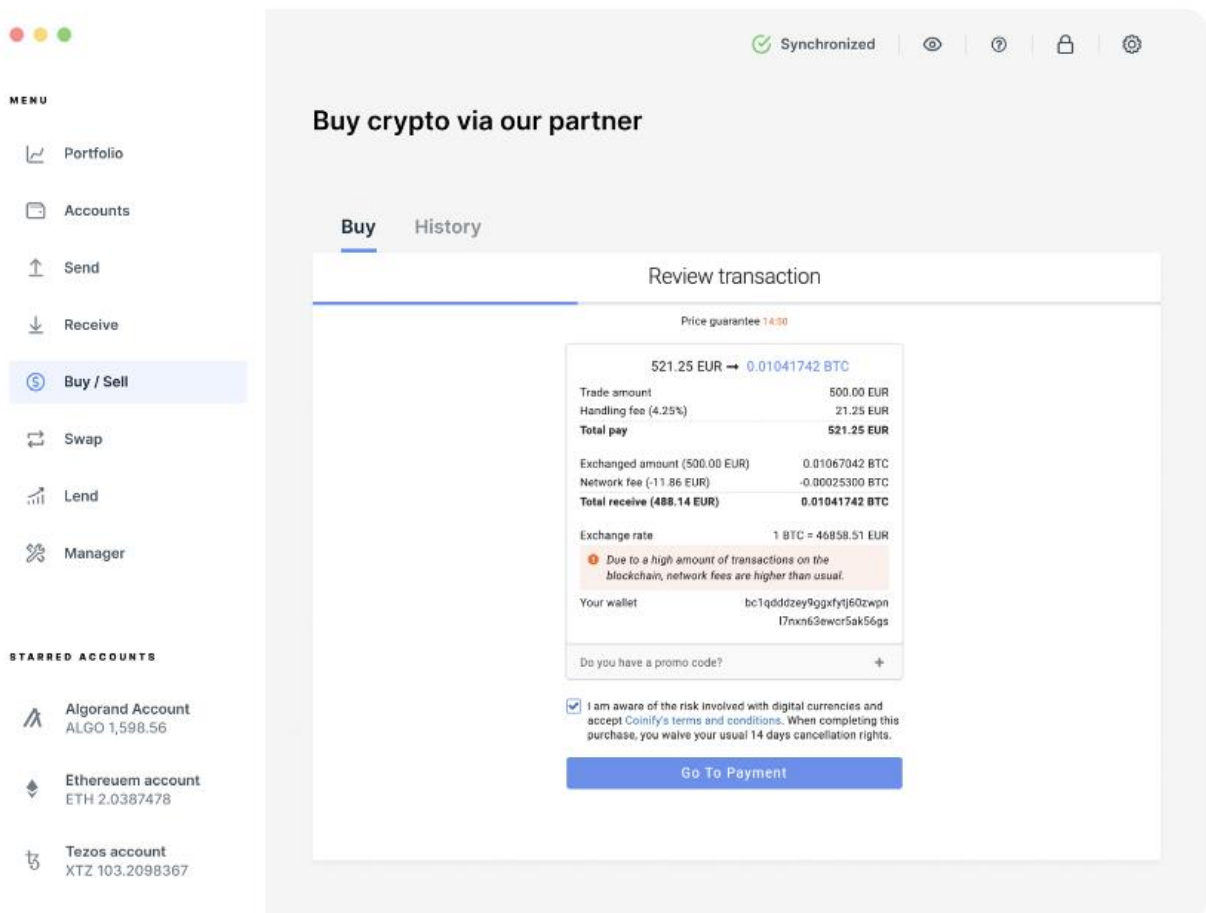 Synchronized
MENU
Portfolio
Accounts
Send
Receive
Buy / Sell
Swap
Lend
Manager
STARRED ACCOUNTS
Algorand Account
ALGO 1,598.56
Ethereuem account
ETH 2.0387478
Tezos account
XTZ 103.2098367
Buy crypto via our partner
Buy History
Review transaction
Price guarantee 14:50
521.25 EUR → 0.01041742 BTC
Trade amount 500.00 EUR
Handling fee (4.25%) 21.25 EUR
Total pay 521.25 EUR
Exchanged amount (500.00 EUR) 0.01067042 BTC
Network fee (-11.86 EUR) -0.00025300 BTC
Total receive (488.14 EUR) 0.01041742 BTC
Exchange rate 1 BTC = 46858.51 EUR
Due to a high amount of transactions on the
blockchain, network fees are higher than usual.
Your wallet bc1qdddzey9ggxfytj60zwpn
l7nxn63ewcr5ak56gs
Do you have a promo code? +
I am aware of the risk involved with digital currencies and
accept Coinify's terms and conditions. When completing this
purchase, you waive your usual 14 days cancellation rights.
Go To Payment